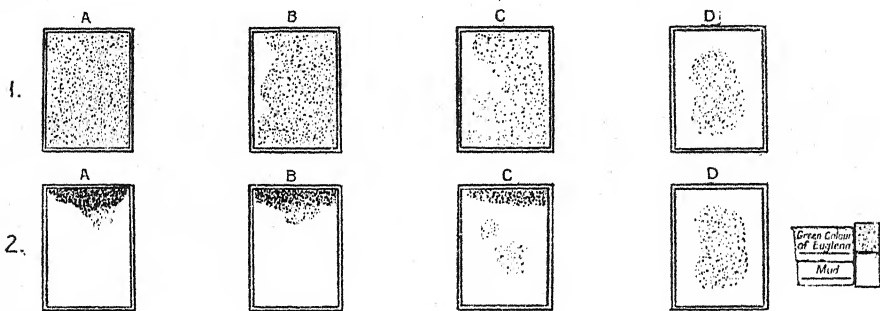 A B C D
1.
A B C D
2.
Green Colour
of Euglena
Mud